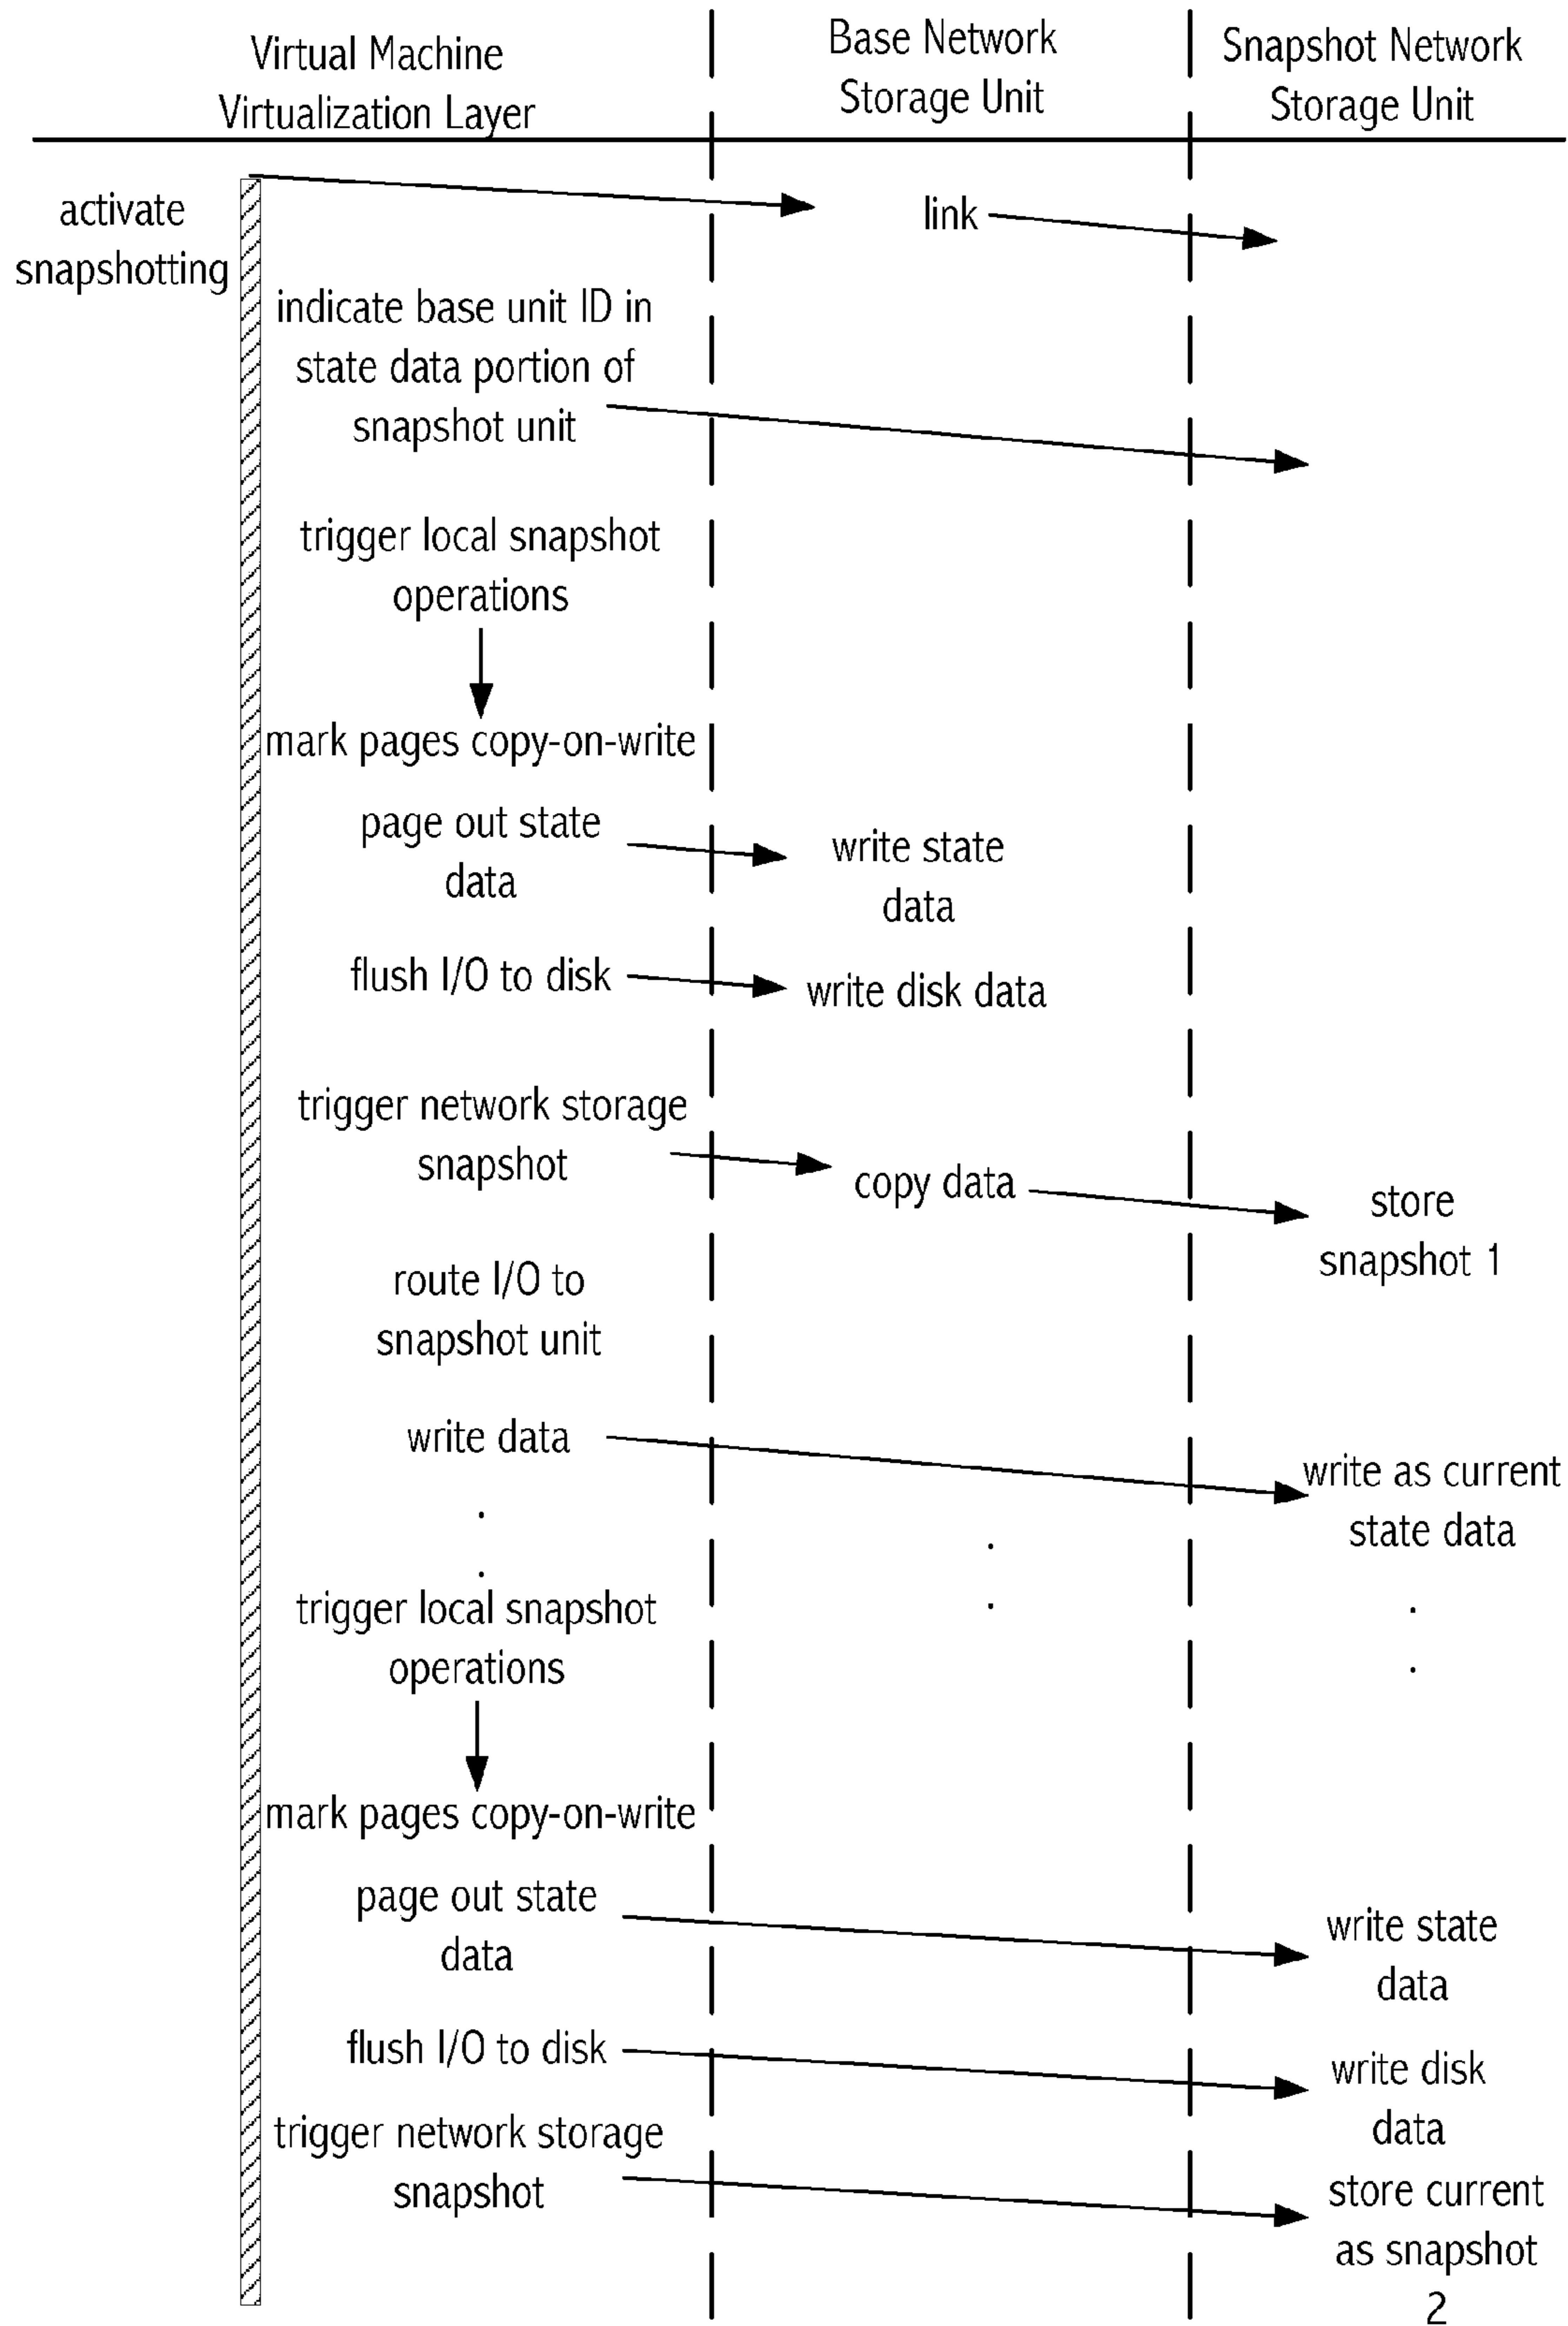 Virtual Machine
Virtualization Layer
Base Network
Storage Unit
Snapshot Network
Storage Unit
activate
snapshotting
link
indicate base unit ID in
state data portion of
snapshot unit
trigger local snapshot
operations
mark pages copy-on-write
page out state
data
write state
data
flush I/O to disk
write disk data
trigger network storage
snapshot
copy data
store
snapshot 1
route I/O to
snapshot unit
write data
write as current
state data
.
.
.
.
.
.
trigger local snapshot
operations
mark pages copy-on-write
page out state
data
write state
data
flush I/O to disk
write disk
data
trigger network storage
snapshot
store current
as snapshot
2